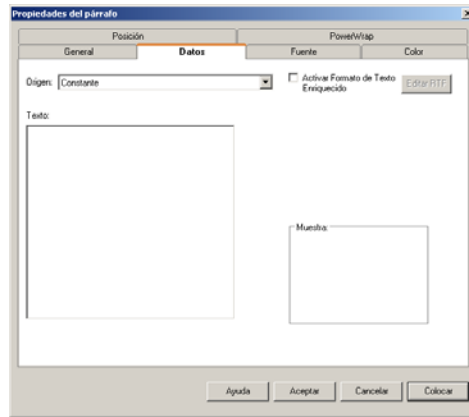 Propiedades del párrafo
Posición PowerWrap
General Datos Fuente Color
Origen: Constante Activar Formato de Texto Enriquecido Editar RTF
Texto:
Muestra:
Ayuda Aceptar Cancelar Colocar